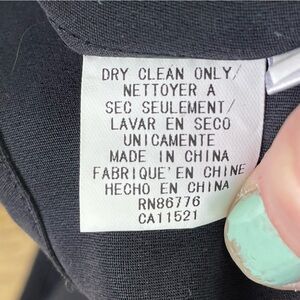 DRY CLEAN ONLY/
NETTOYER A
SEC SEULEMENT/
LAVAR EN SECO
UNICAMENTE
MADE IN CHINA
FABRIQUE' EN CHINE
HECHO EN CHINA
RN86776
CA11521